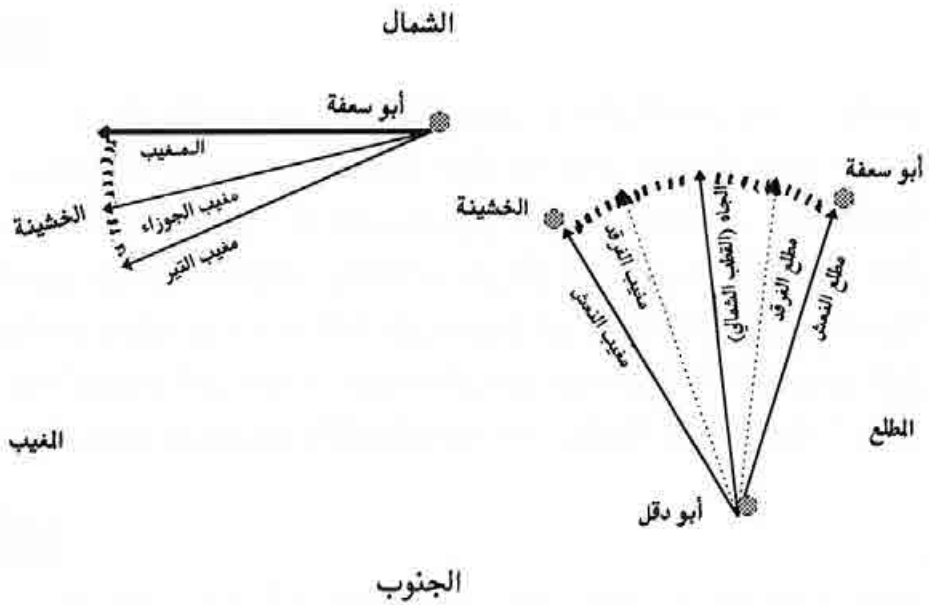 الشمال
أبو سعفة
المغيب
مغيب الجوزاء
مغيب التير
الخشينة
أبو سعفة
الخشينة
مطلع النعش
مطلع الفرقد
الجاه (القطب الشمالي)
مغيب الفرقد
مغيب النعش
المطلع
المغيب
أبو دقل
الجنوب